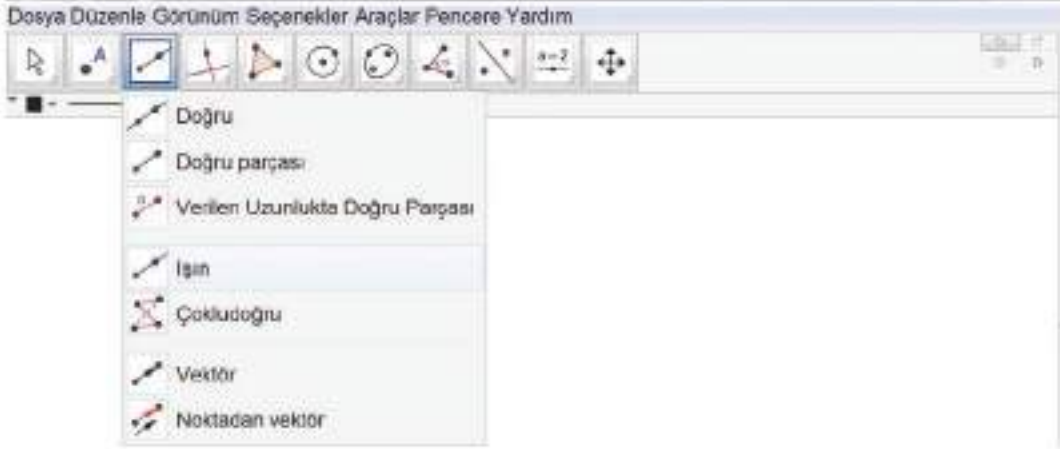 Dosya Düzenle Görünüm Seçenekler Araçlar Pencere Yardım
A
a=2
Doğru
Doğru parçası
Verilen Uzunlukta Doğru Parçası
Işın
Çokludoğru
Vektör
Noktadan vektör